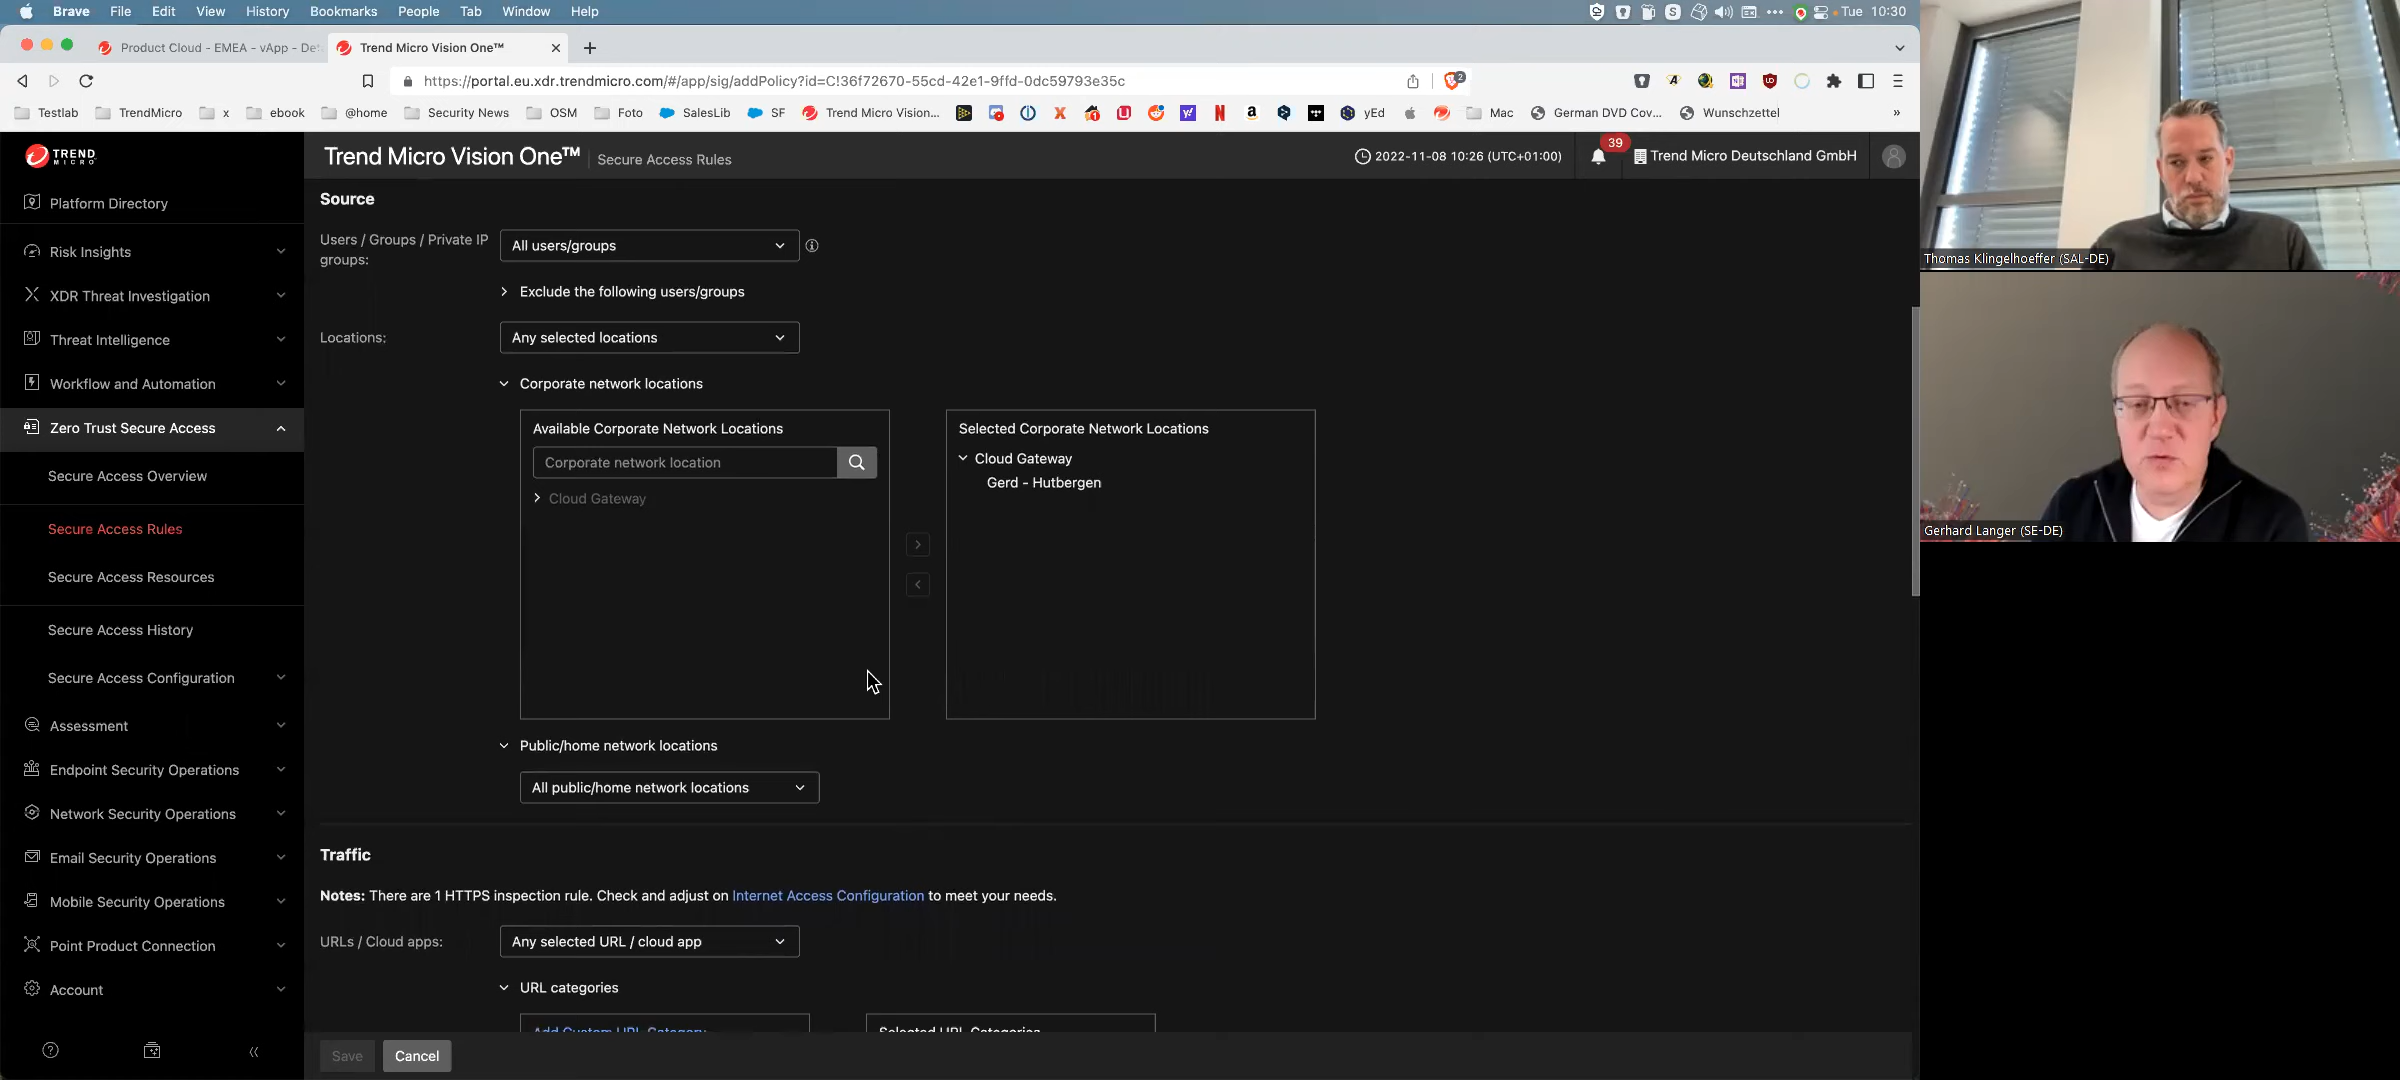 Brave File Edit View History Bookmarks People Tab Window Help
Tue 10:30
Product Cloud - EMEA - vApp - Det
Trend Micro Vision One™
https://portal.eu.xdr.trendmicro.com/#/app/sig/addPolicy?id=C!36f72670-55cd-42e1-9ffd-0dc59793e35c
2
Testlab TrendMicro x ebook @home Security News OSM Foto SalesLib SF Trend Micro Vision... yEd Mac German DVD Cov... Wunschzettel »
TREND MICRO
Trend Micro Vision One™ Secure Access Rules
2022-11-08 10:26 (UTC+01:00)
39
Trend Micro Deutschland GmbH
Platform Directory
Risk Insights
XDR Threat Investigation
Threat Intelligence
Workflow and Automation
Zero Trust Secure Access
Secure Access Overview
Secure Access Rules
Secure Access Resources
Secure Access History
Secure Access Configuration
Assessment
Endpoint Security Operations
Network Security Operations
Email Security Operations
Mobile Security Operations
Point Product Connection
Account
Source
Users / Groups / Private IP
groups:
All users/groups
Exclude the following users/groups
Locations:
Any selected locations
Corporate network locations
Available Corporate Network Locations
Corporate network location
Cloud Gateway
Selected Corporate Network Locations
Cloud Gateway
Gerd - Hutbergen
Public/home network locations
All public/home network locations
Traffic
Notes: There are 1 HTTPS inspection rule. Check and adjust on Internet Access Configuration to meet your needs.
URLs / Cloud apps:
Any selected URL / cloud app
URL categories
Add Custom URL Category
Selected URL Categories
Save
Cancel
Thomas Klingelhoeffer (SAL-DE)
Gerhard Langer (SE-DE)